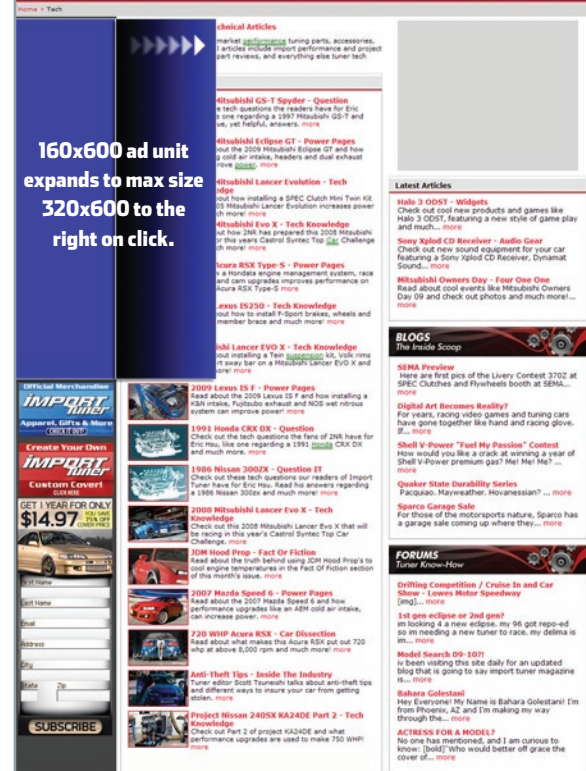 Home » Tech
chnical Articles
market performance tuning parts, accessories,
l articles include import performance and project
part reviews, and everything else tuner tech
160x600 ad unit
expands to max size
320x600 to the
right on click.
Mitsubishi GS-T Spyder - Question
e tech questions the readers have for Eric
s one regarding a 1997 Mitsubishi GS-T and
ue, yet helpful, answers. more
Mitsubishi Eclipse GT - Power Pages
out the 2009 Mitsubishi Eclipse GT and how
g cold air intake, headers and dual exhaust
rove power. more
Mitsubishi Lancer Evolution - Tech
dge
out how installing a SPEC Clutch Mini Twin Kit
05 Mitsubishi Lancer Evolution increases power
ch more! more
Mitsubishi Evo X - Tech Knowledge
ut how 2NR has prepared this 2008 Mitsubishi
or this years Castrol Syntec Top Car Challenge
ch more! more
Acura RSX Type-S - Power Pages
w a Hondata engine management system, race
and cam upgrades improves performance on
Acura RSX Type-S more
Lexus IS250 - Tech Knowledge
out how to install F-Sport brakes, wheels and
member brace and much more! more
ishi Lancer EVO X - Tech Knowledge
out installing a Tein suspension kit, Volk rims
rt sway bar on a Mitsubishi Lancer EVO X and
ore! more
2009 Lexus IS F - Power Pages
Read about the 2009 Lexus IS F and how installing a
K&N intake, Fujitsubo exhaust and NOS wet nitrous
system can improve power! more
1991 Honda CRX DX - Question
Check out the tech questions the fans of 2NR have for
Eric Hsu, like one regarding a 1991 Honda CRX DX
and much more. more
1986 Nissan 300ZX - Question IT
Check out these tech questions our readers of Import
Tuner have for Eric Hsu. Read his answers regarding
a 1986 Nissan 300zx and much more! more
2008 Mitsubishi Lancer Evo X - Tech
Knowledge
Check out this 2008 Mitsubishi Lancer Evo X that will
be racing in this year's Castrol Syntec Top Car
Challenge. more
JDM Hood Prop - Fact Or Fiction
Read about the truth behind using JDM Hood Prop's to
cool engine temperatures in the Fact Of Fiction section
of this month's issue. more
2007 Mazda Speed 6 - Power Pages
Read about the 2007 Mazda Speed 6 and how
performance upgrades like an AEM cold air intake,
can increase power. more
720 WHP Acura RSX - Car Dissection
Read about what makes this Acura RSX put out 720
whp at above 8,000 rpm and much more! more
Anti-Theft Tips - Inside The Industry
Tuner editor Scott Tsuneishi talks about anti-theft tips
and different ways to insure your car from getting
stolen. more
Project Nissan 240SX KA24DE Part 2 - Tech
Knowledge
Check out Part 2 of project KA24DE and what
performance upgrades are used to make 750 WHP!
more
Official Merchandise
IMPORT
Tuner
Apparel, Gifts & More
CHECK IT OUT!
Create Your Own
IMPORT
Tuner
Custom Cover!
CLICK HERE
GET 1 YEAR FOR ONLY
$14.97
YOU SAVE
75% OFF
COVER PRICE
First Name
Last Name
Email
Address
City
State Zip
SUBSCRIBE
Latest Articles
Halo 3 ODST - Widgets
Check out cool new products and games like
Halo 3 ODST, featuring a new style of game play
and much... more
Sony Xplod CD Receiver - Audio Gear
Check out new sound equipment for your car
featuring a Sony Xplod CD Receiver, Dynamat
Sound... more
Mitsubishi Owners Day - Four One One
Read about cool events like Mitsubishi Owners
Day 09 and check out photos and much more!...
more
BLOGS
The Inside Scoop
SEMA Preview
Here are first pics of the Livery Contest 370Z at
SPEC Clutches and Flywheels booth at SEMA...
more
Digital Art Becomes Reality?
For years, racing video games and tuning cars
have gone together like hand and racing glove.
If... more
Shell V-Power "Fuel My Passion" Contest
How would you like a crack at winning a year of
Shell V-Power premium gas? Me! Me! Me? ...
more
Quaker State Durability Series
Pacquiao. Mayweather. Hovanessian? ... more
Sparco Garage Sale
For those of the motorsports nature, Sparco has
a garage sale coming up where they... more
FORUMS
Tuner Know-How
Drifting Competition / Cruise In and Car
Show - Lowes Motor Speedway
[img]... more
1st gen eclipse or 2nd gen?
im looking 4 a new eclipse. my 96 got repo-ed
so im needing a new tuner to race. my delima is
im... more
Model Search 09-10?!
iv been visiting this site daily for an updated
blog that is going to say import tuner magazine
is... more
Bahara Golestani
Hey Everyone! My Name is Bahara Golestani! I'm
from Phoenix, AZ and I'm making my way
through the... more
ACTRESS FOR A MODEL?
No one has mentioned, and I am curious to
know: [bold]"Who would better off grace the
cover of... more